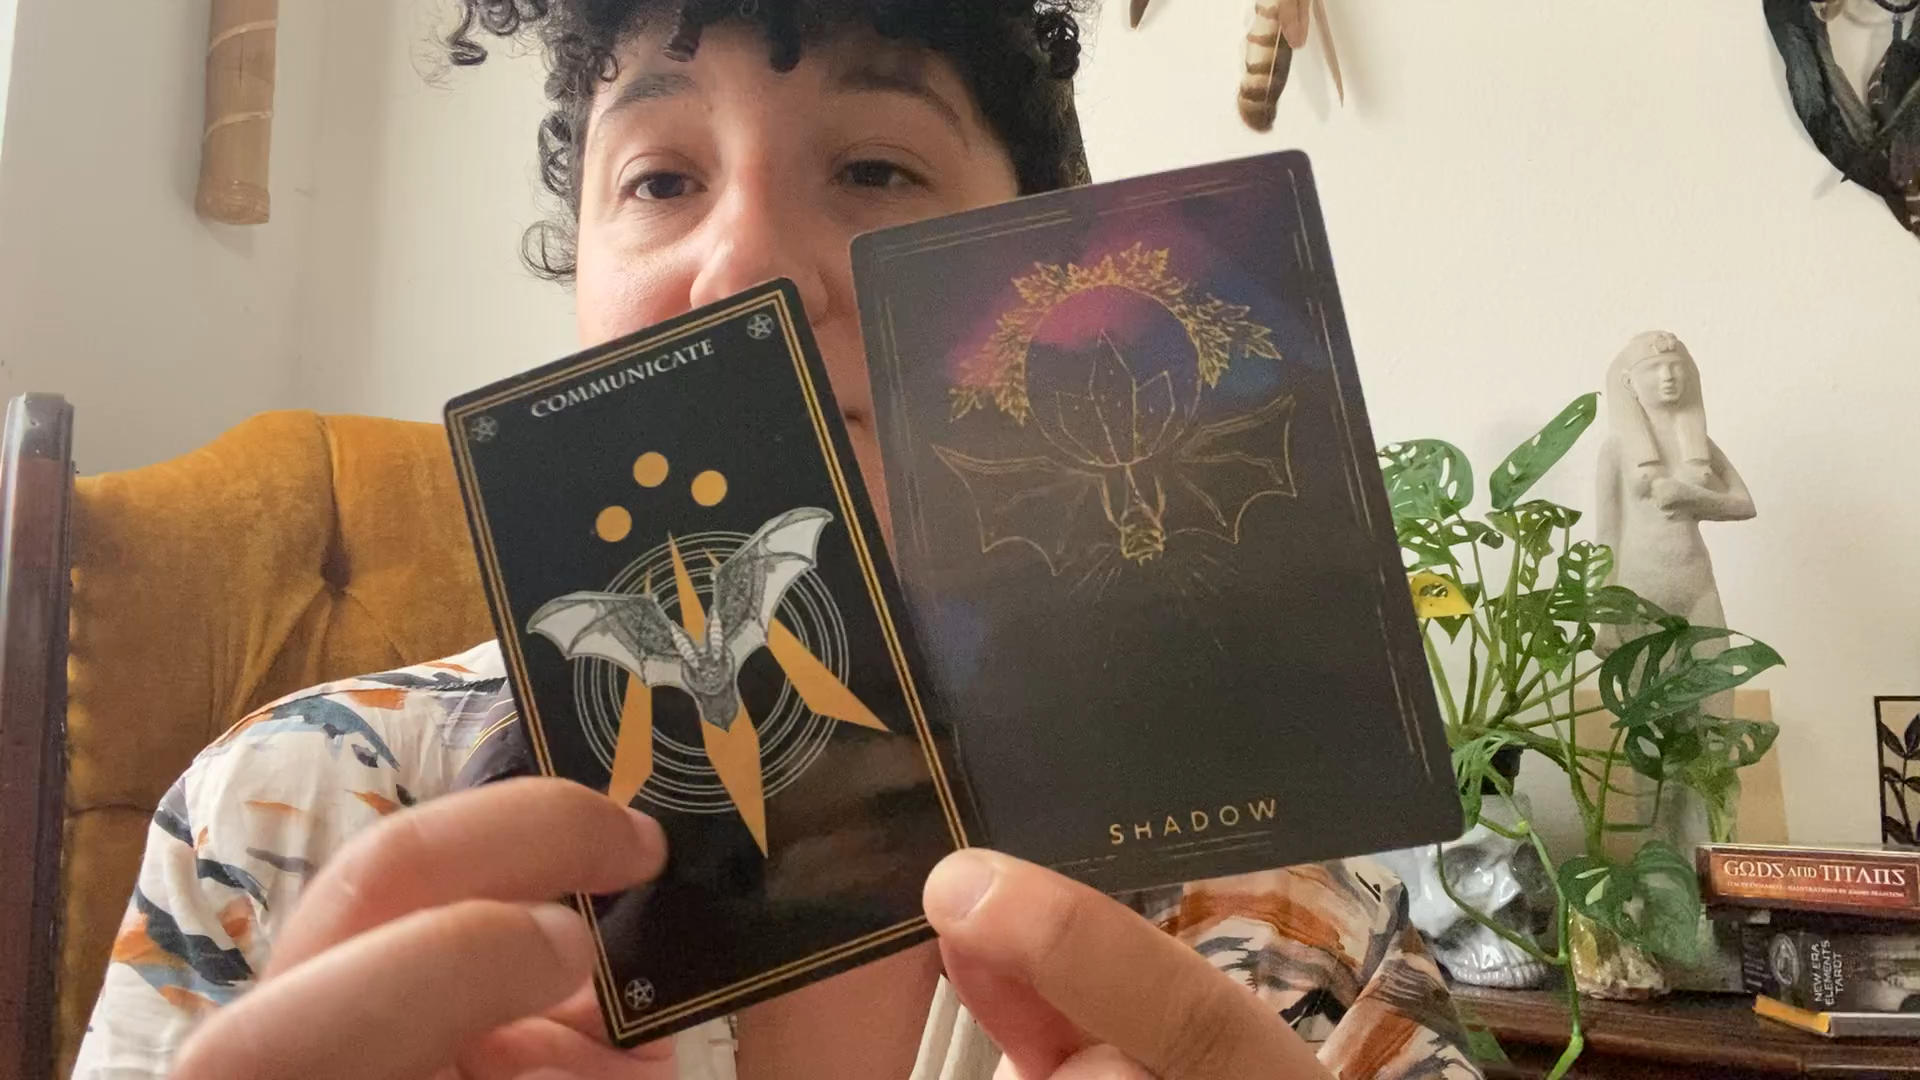 COMMUNICATE
SHADOW
GODS AND TITANS
NEW ERA
ELEMENTS
TAROT